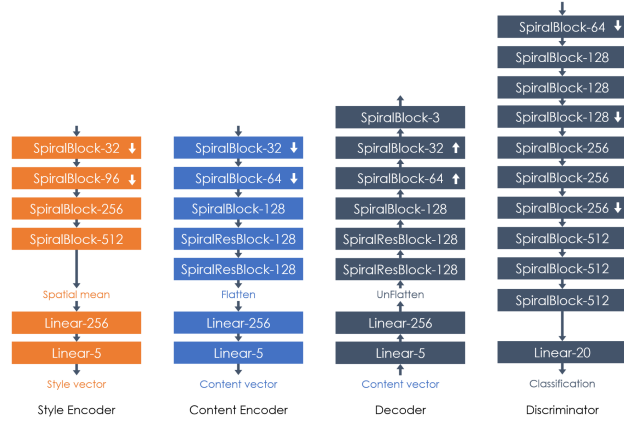 SpiralBlock-32
SpiralBlock-96
SpiralBlock-256
SpiralBlock-512
Spatial mean
Linear-256
Linear-5
Style vector
Style Encoder
SpiralBlock-32
SpiralBlock-64
SpiralBlock-128
SpiralResBlock-128
SpiralResBlock-128
Flatten
Linear-256
Linear-5
Content vector
Content Encoder
SpiralBlock-3
SpiralBlock-32
SpiralBlock-64
SpiralBlock-128
SpiralResBlock-128
SpiralResBlock-128
UnFlatten
Linear-256
Linear-5
Content vector
Decoder
SpiralBlock-64
SpiralBlock-128
SpiralBlock-128
SpiralBlock-128
SpiralBlock-256
SpiralBlock-256
SpiralBlock-256
SpiralBlock-512
SpiralBlock-512
SpiralBlock-512
Linear-20
Classification
Discriminator